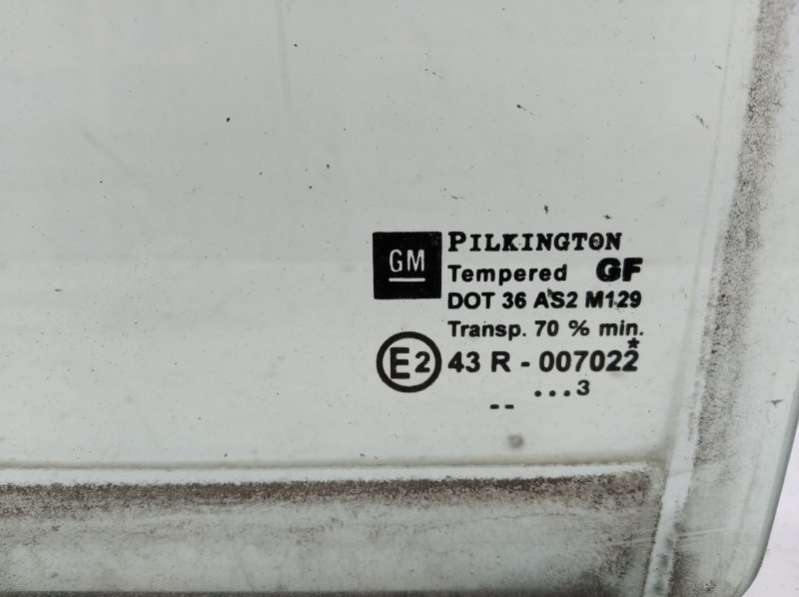 GM
PILKINGTON
Tempered GF
DOT 36 AS2 M129
Transp. 70 % min.
E2 43 R - 007022*
...3
--